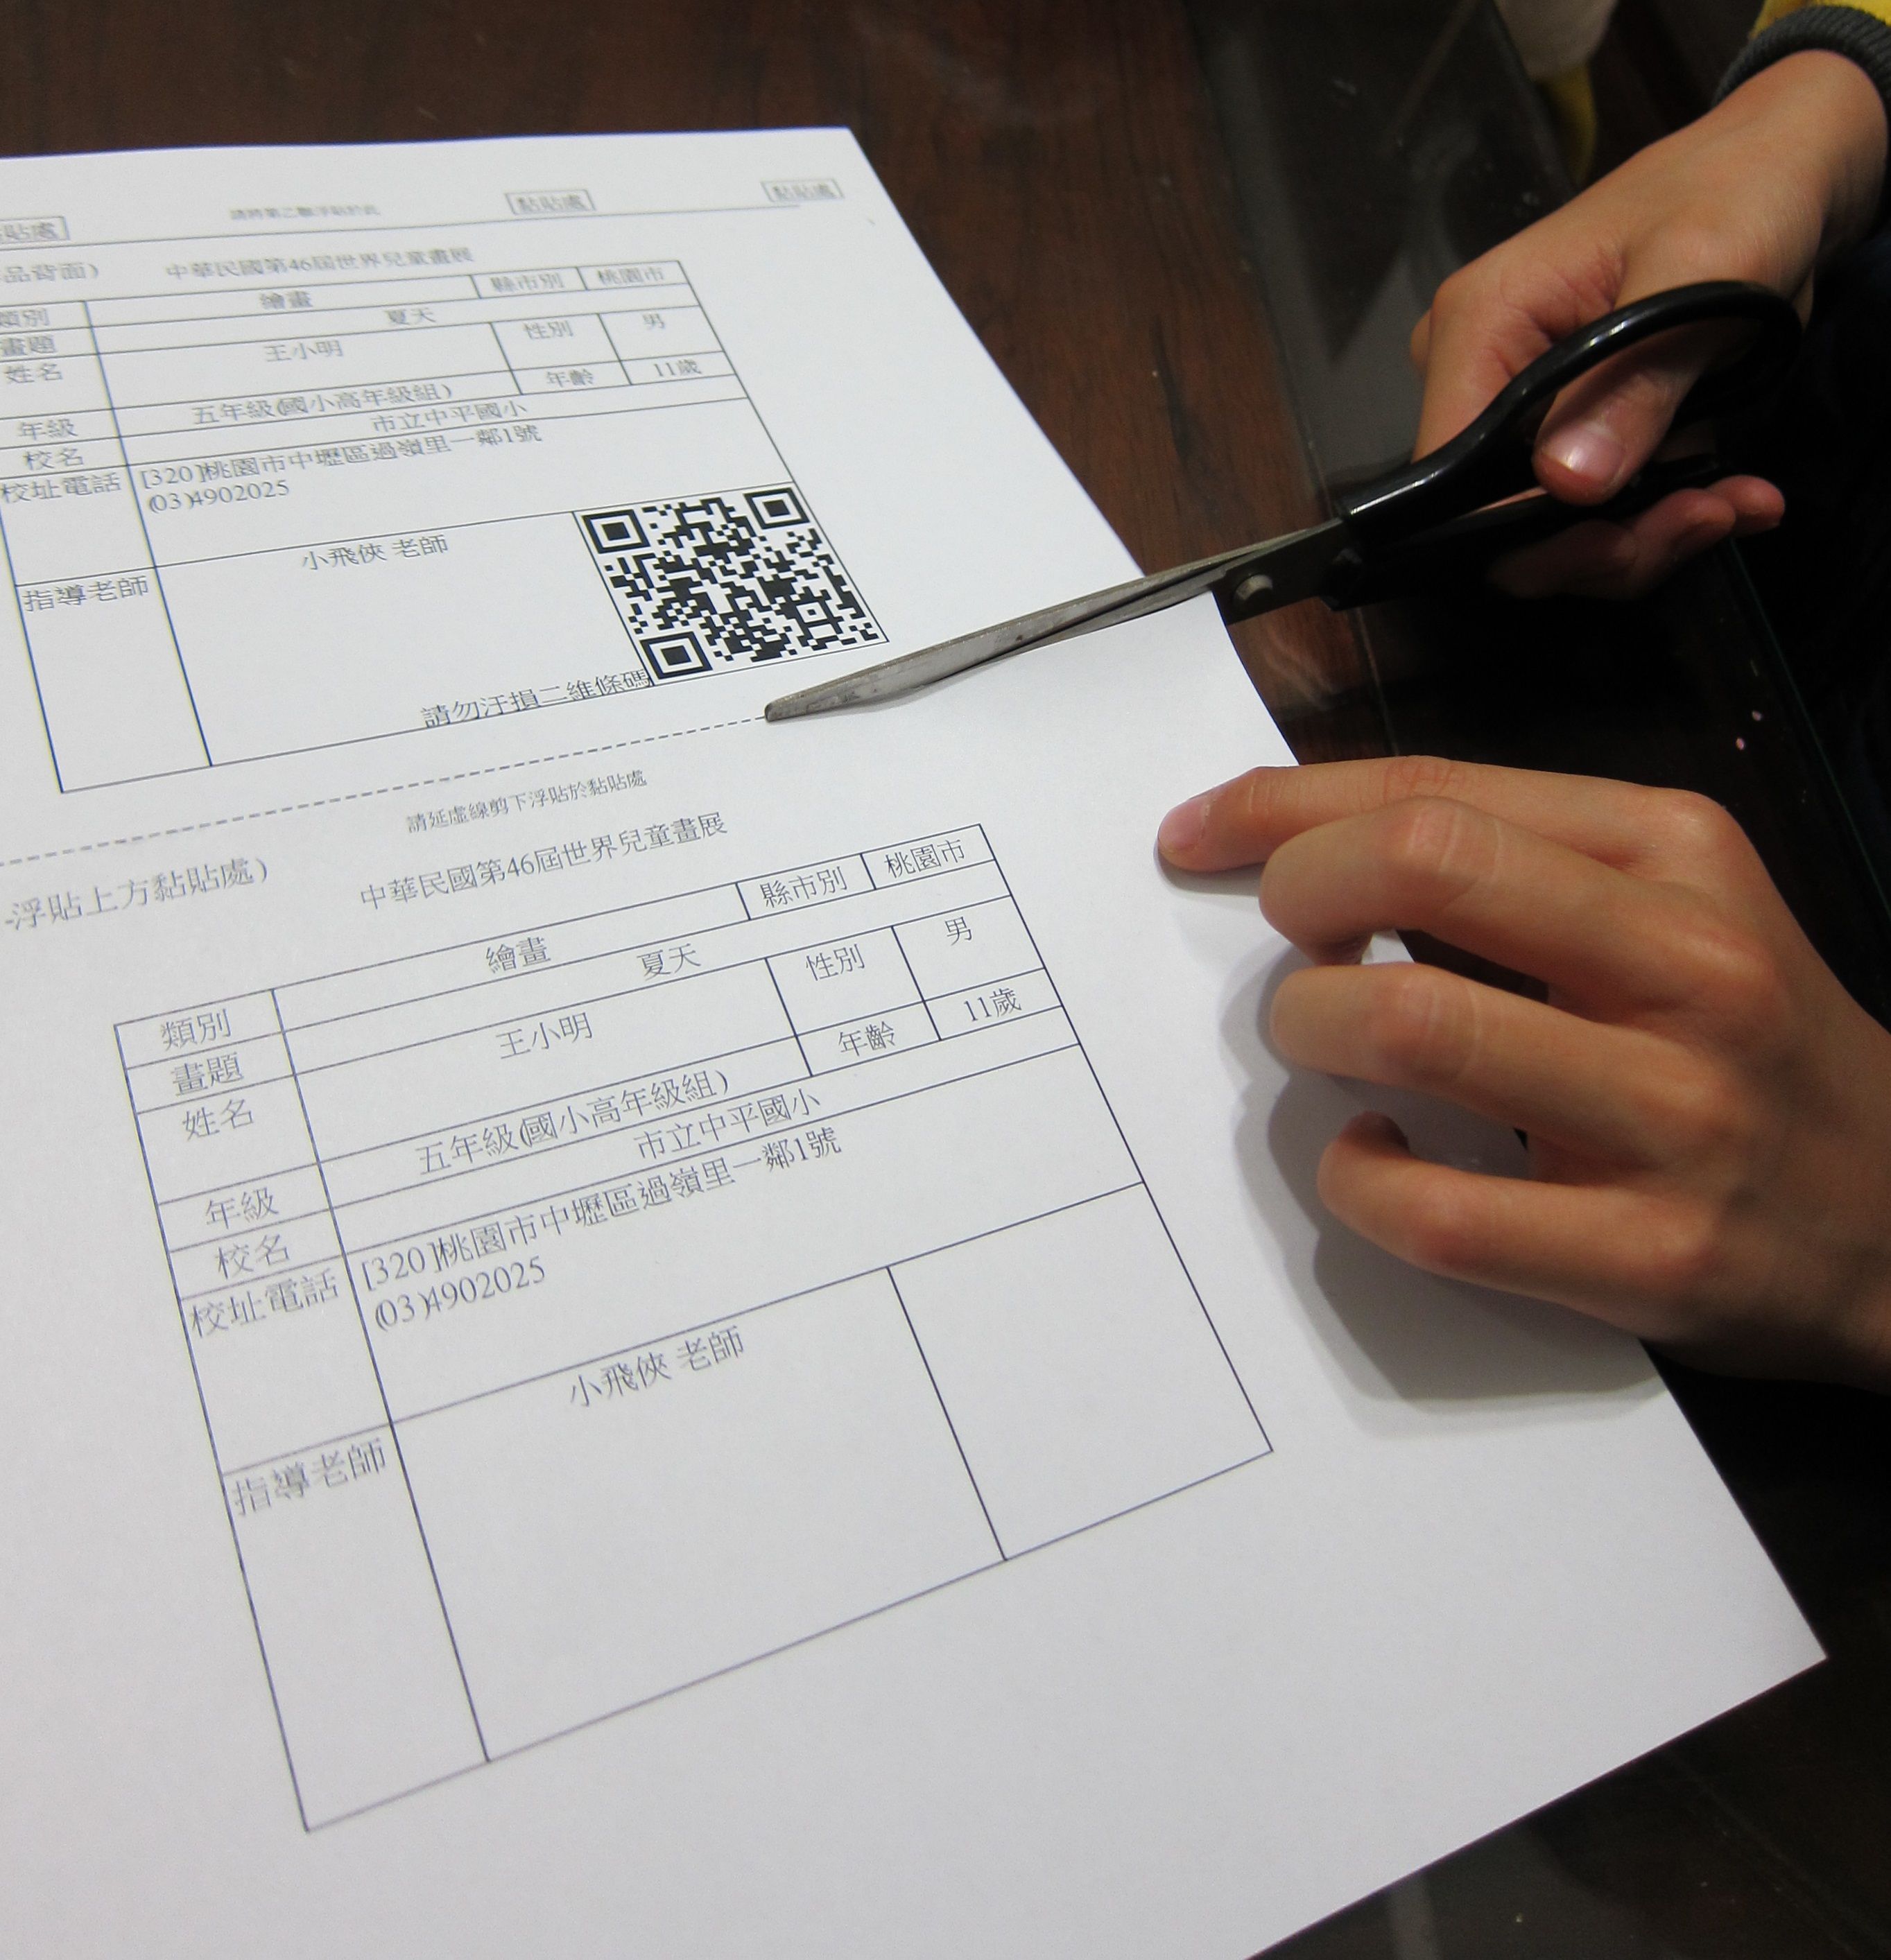 請將第二聯浮貼於此
貼處 黏貼處 黏貼處
品背面) 中華民國第46屆世界兒童畫展
類別 繪畫 縣市別 桃園市
畫題 夏天
姓名 王小明 性別 男
年齡 11歲
年級 五年級(國小高年級組)
校名 市立中平國小
校址電話 [320]桃園市中壢區過嶺里一鄰1號
(03)4902025
指導老師 小飛俠 老師
請勿汙損二維條碼
請延虛線剪下浮貼於黏貼處
-浮貼上方黏貼處) 中華民國第46屆世界兒童畫展
類別 繪畫 縣市別 桃園市
畫題 夏天
姓名 王小明 性別 男
年齡 11歲
年級 五年級(國小高年級組)
校名 市立中平國小
校址電話 [320]桃園市中壢區過嶺里一鄰1號
(03)4902025
指導老師 小飛俠 老師